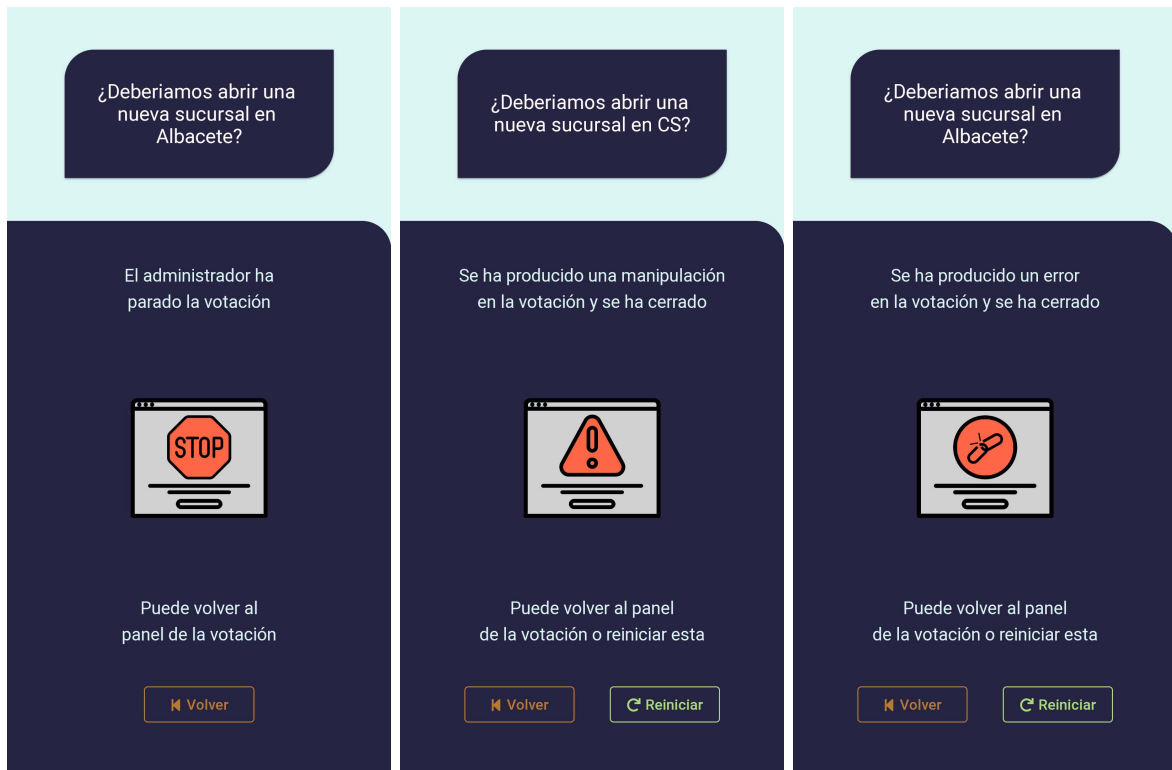 ¿Deberiamos abrir una
nueva sucursal en
Albacete?
El administrador ha
parado la votación
STOP
Puede volver al
panel de la votación
Volver
¿Deberiamos abrir una
nueva sucursal en CS?
Se ha producido una manipulación
en la votación y se ha cerrado
Puede volver al panel
de la votación o reiniciar esta
Volver
Reiniciar
¿Deberiamos abrir una
nueva sucursal en
Albacete?
Se ha producido un error
en la votación y se ha cerrado
Puede volver al panel
de la votación o reiniciar esta
Volver
Reiniciar